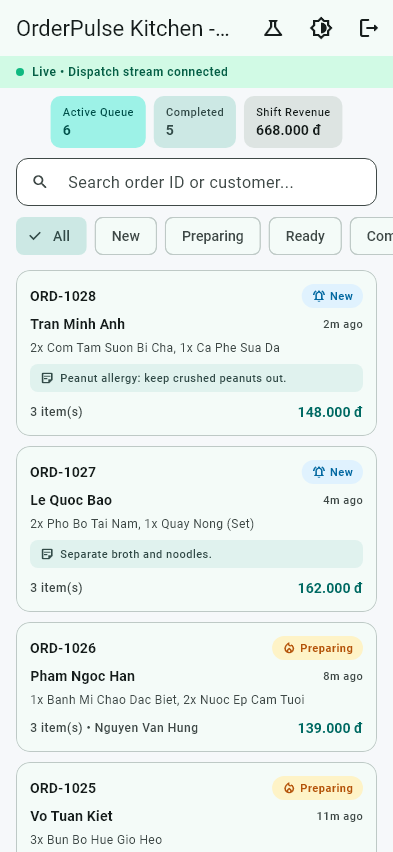 OrderPulse Kitchen -...
Live • Dispatch stream connected
Active Queue
6
Completed
5
Shift Revenue
668.000 đ
Search order ID or customer...
All
New
Preparing
Ready
Com
ORD-1028
New
Tran Minh Anh
2m ago
2x Com Tam Suon Bi Cha, 1x Ca Phe Sua Da
Peanut allergy: keep crushed peanuts out.
3 item(s)
148.000 đ
ORD-1027
New
Le Quoc Bao
4m ago
2x Pho Bo Tai Nam, 1x Quay Nong (Set)
Separate broth and noodles.
3 item(s)
162.000 đ
ORD-1026
Preparing
Pham Ngoc Han
8m ago
1x Banh Mi Chao Dac Biet, 2x Nuoc Ep Cam Tuoi
3 item(s) • Nguyen Van Hung
139.000 đ
ORD-1025
Preparing
Vo Tuan Kiet
11m ago
3x Bun Bo Hue Gio Heo